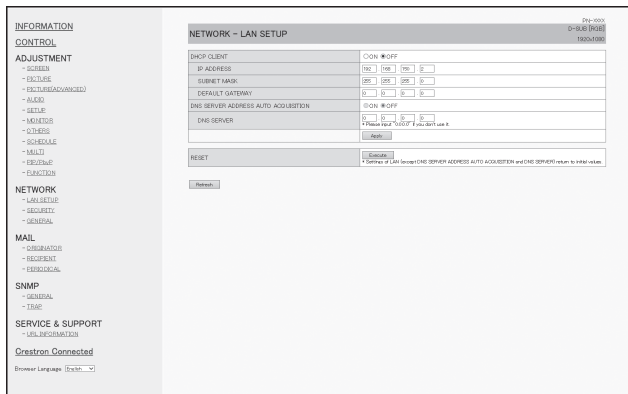 INFORMATION
CONTROL
ADJUSTMENT
- SCREEN
- PICTURE
- PICTURE(ADVANCED)
- AUDIO
- SETUP
- MONITOR
- OTHERS
- SCHEDULE
- MULTI
- PIP/PbyP
- FUNCTION
NETWORK
- LAN SETUP
- SECURITY
- GENERAL
MAIL
- ORIGINATOR
- RECIPIENT
- PERIODICAL
SNMP
- GENERAL
- TRAP
SERVICE & SUPPORT
- URL INFORMATION
Crestron Connected
Browser Language English
PN-XXX
NETWORK - LAN SETUP
D-SUB [RGB]
1920x1080
DHCP CLIENT ON OFF
IP ADDRESS 192 . 168 . 150 . 2
SUBNET MASK 255 . 255 . 255 . 0
DEFAULT GATEWAY 0 . 0 . 0 . 0
DNS SERVER ADDRESS AUTO ACQUISITION ON OFF
DNS SERVER 0 . 0 . 0 . 0
* Please input "0.0.0.0" if you don't use it.
Apply
RESET Execute
* Settings of LAN (except DNS SERVER ADDRESS AUTO ACQUISITION and DNS SERVER) return to initial values.
Refresh